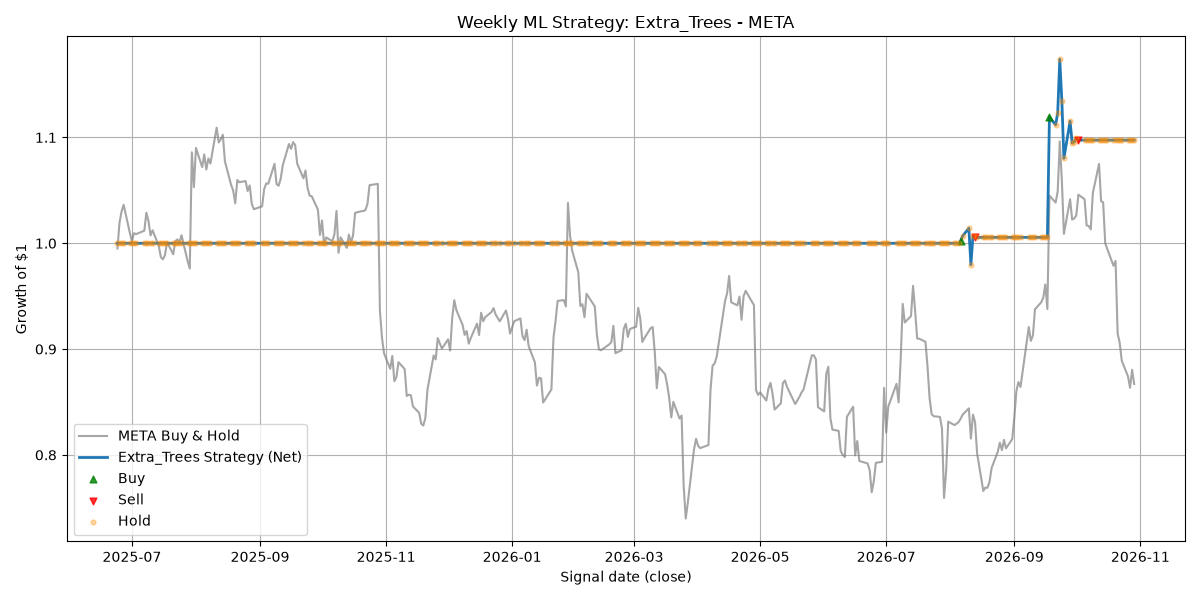 Weekly ML Strategy: Extra_Trees - META
Growth of $1
1.1
1.0
0.9
0.8
META Buy & Hold
Extra_Trees Strategy (Net)
Buy
Sell
Hold
2025-07
2025-09
2025-11
2026-01
2026-03
2026-05
2026-07
2026-09
2026-11
Signal date (close)